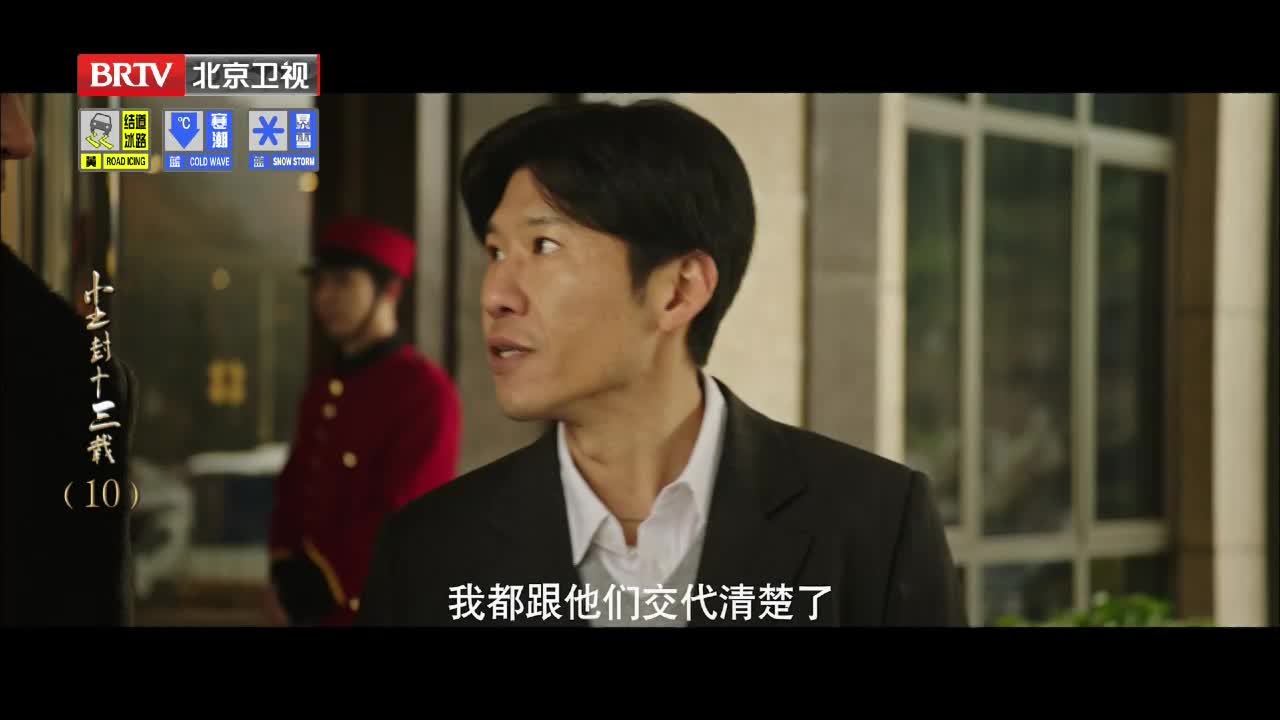 BRTV 北京卫视
道路结冰
黄 ROAD ICING
℃
寒潮
蓝 COLD WAVE
暴雪
蓝 SNOW STORM
尘封十三载
(10)
我都跟他们交代清楚了